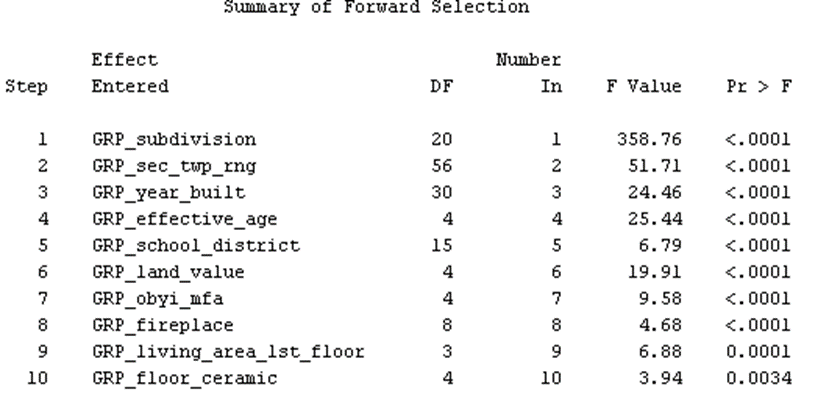 Summary of Forward Selection
Effect Number
Step Entered DF In F Value Pr > F
1 GRP_subdivision 20 1 358.76 <.0001
2 GRP_sec_twp_rng 56 2 51.71 <.0001
3 GRP_year_built 30 3 24.46 <.0001
4 GRP_effective_age 4 4 25.44 <.0001
5 GRP_school_district 15 5 6.79 <.0001
6 GRP_land_value 4 6 19.91 <.0001
7 GRP_obyi_mfa 4 7 9.58 <.0001
8 GRP_fireplace 8 8 4.68 <.0001
9 GRP_living_area_1st_floor 3 9 6.88 0.0001
10 GRP_floor_ceramic 4 10 3.94 0.0034